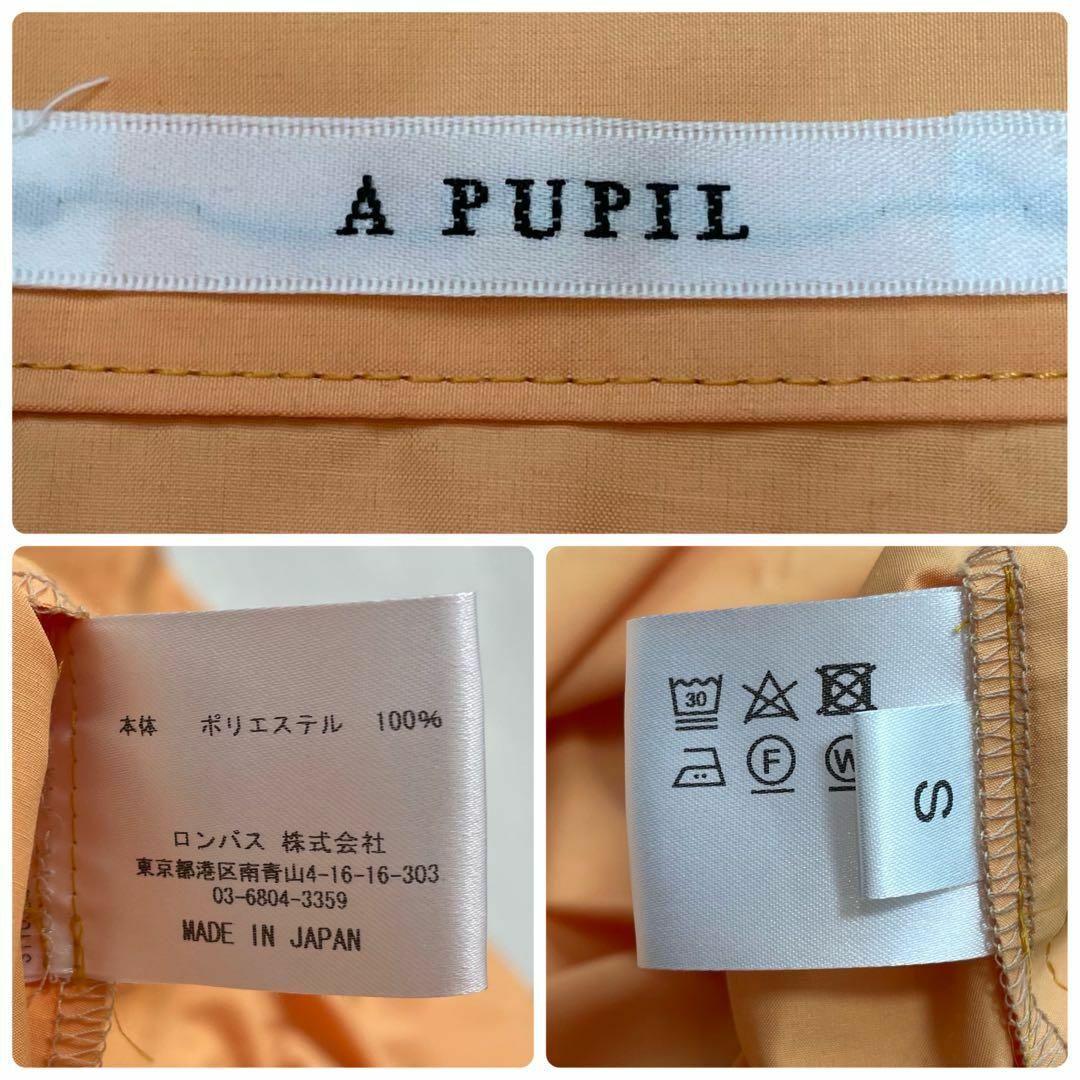 A PUPIL
本体 ポリエステル 100%
ロンバス 株式会社
東京都港区南青山4-16-16-303
03-6804-3359
MADE IN JAPAN
30
F
W
S